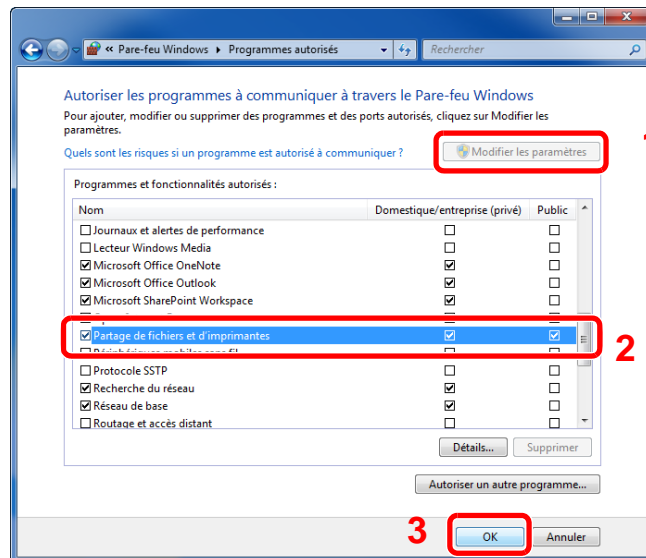 « Pare-feu Windows ▸ Programmes autorisés
Rechercher
Autoriser les programmes à communiquer à travers le Pare-feu Windows
Pour ajouter, modifier ou supprimer des programmes et des ports autorisés, cliquez sur Modifier les
paramètres.
Quels sont les risques si un programme est autorisé à communiquer ?
Modifier les paramètres
Programmes et fonctionnalités autorisés :
Nom Domestique/entreprise (privé) Public
Journaux et alertes de performance
Lecteur Windows Media
Microsoft Office OneNote
Microsoft Office Outlook
Microsoft SharePoint Workspace
Partage de fichiers et d'imprimantes
2
Protocole SSTP
Recherche du réseau
Réseau de base
Routage et accès distant
Détails... Supprimer
Autoriser un autre programme...
3
OK Annuler